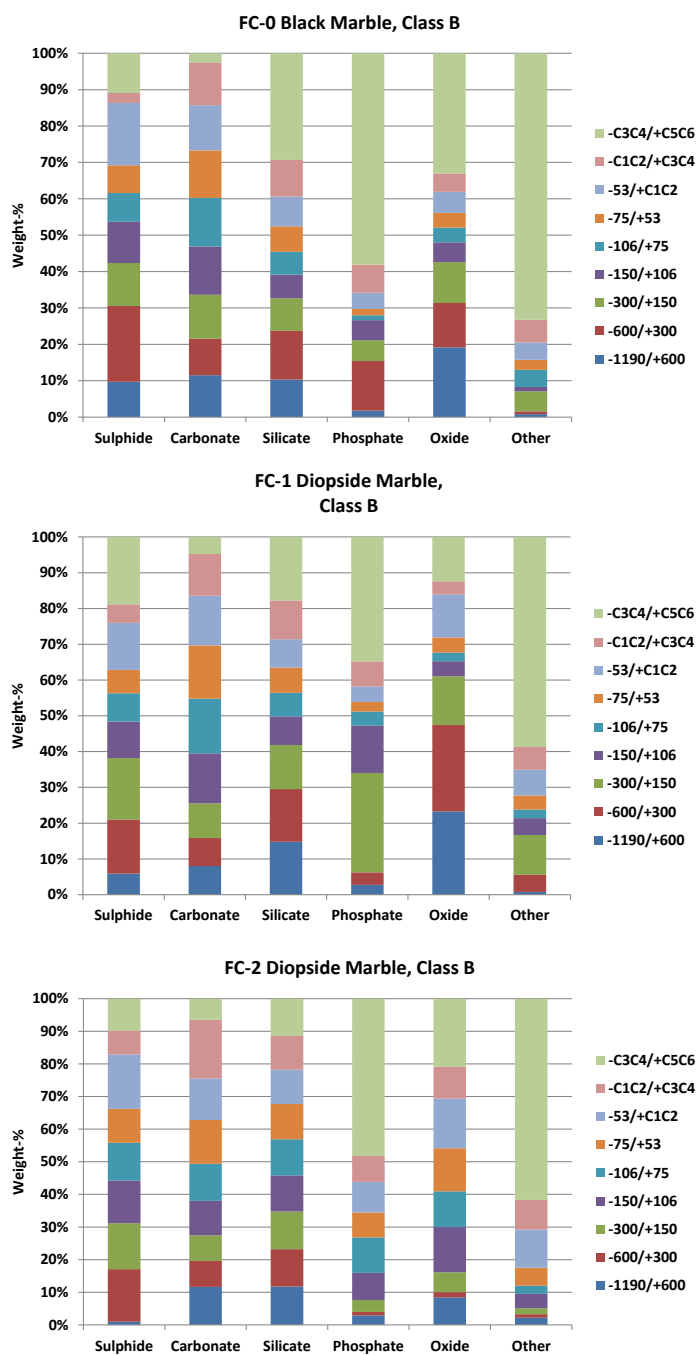 FC-0 Black Marble, Class B
100%
90%
80%
70%
60%
50%
40%
30%
20%
10%
0%
Weight-%
Sulphide Carbonate Silicate Phosphate Oxide Other
-C3C4/+C5C6
-C1C2/+C3C4
-53/+C1C2
-75/+53
-106/+75
-150/+106
-300/+150
-600/+300
-1190/+600
FC-1 Diopside Marble,
Class B
100%
90%
80%
70%
60%
50%
40%
30%
20%
10%
0%
Weight-%
Sulphide Carbonate Silicate Phosphate Oxide Other
-C3C4/+C5C6
-C1C2/+C3C4
-53/+C1C2
-75/+53
-106/+75
-150/+106
-300/+150
-600/+300
-1190/+600
FC-2 Diopside Marble, Class B
100%
90%
80%
70%
60%
50%
40%
30%
20%
10%
0%
Weight-%
Sulphide Carbonate Silicate Phosphate Oxide Other
-C3C4/+C5C6
-C1C2/+C3C4
-53/+C1C2
-75/+53
-106/+75
-150/+106
-300/+150
-600/+300
-1190/+600